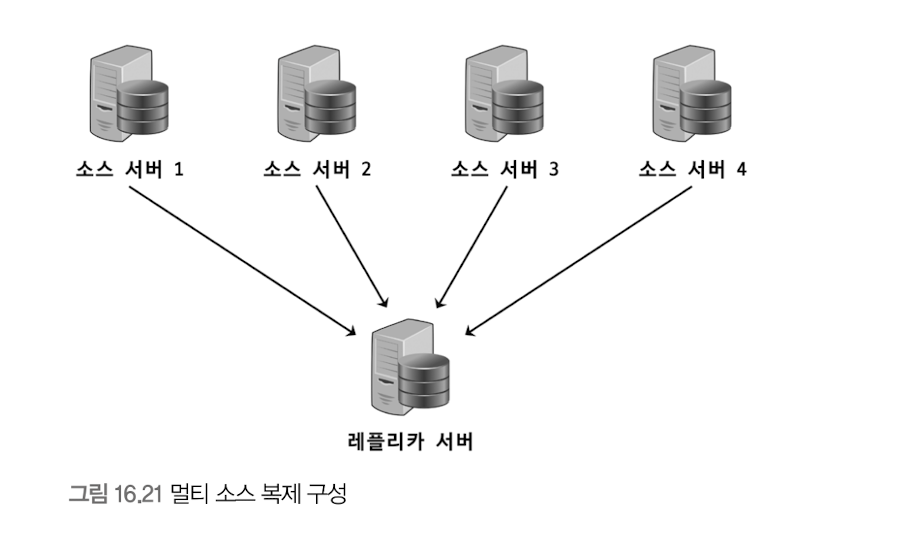 소스 서버 1
소스 서버 2
소스 서버 3
소스 서버 4
레플리카 서버
그림 16.21 멀티 소스 복제 구성